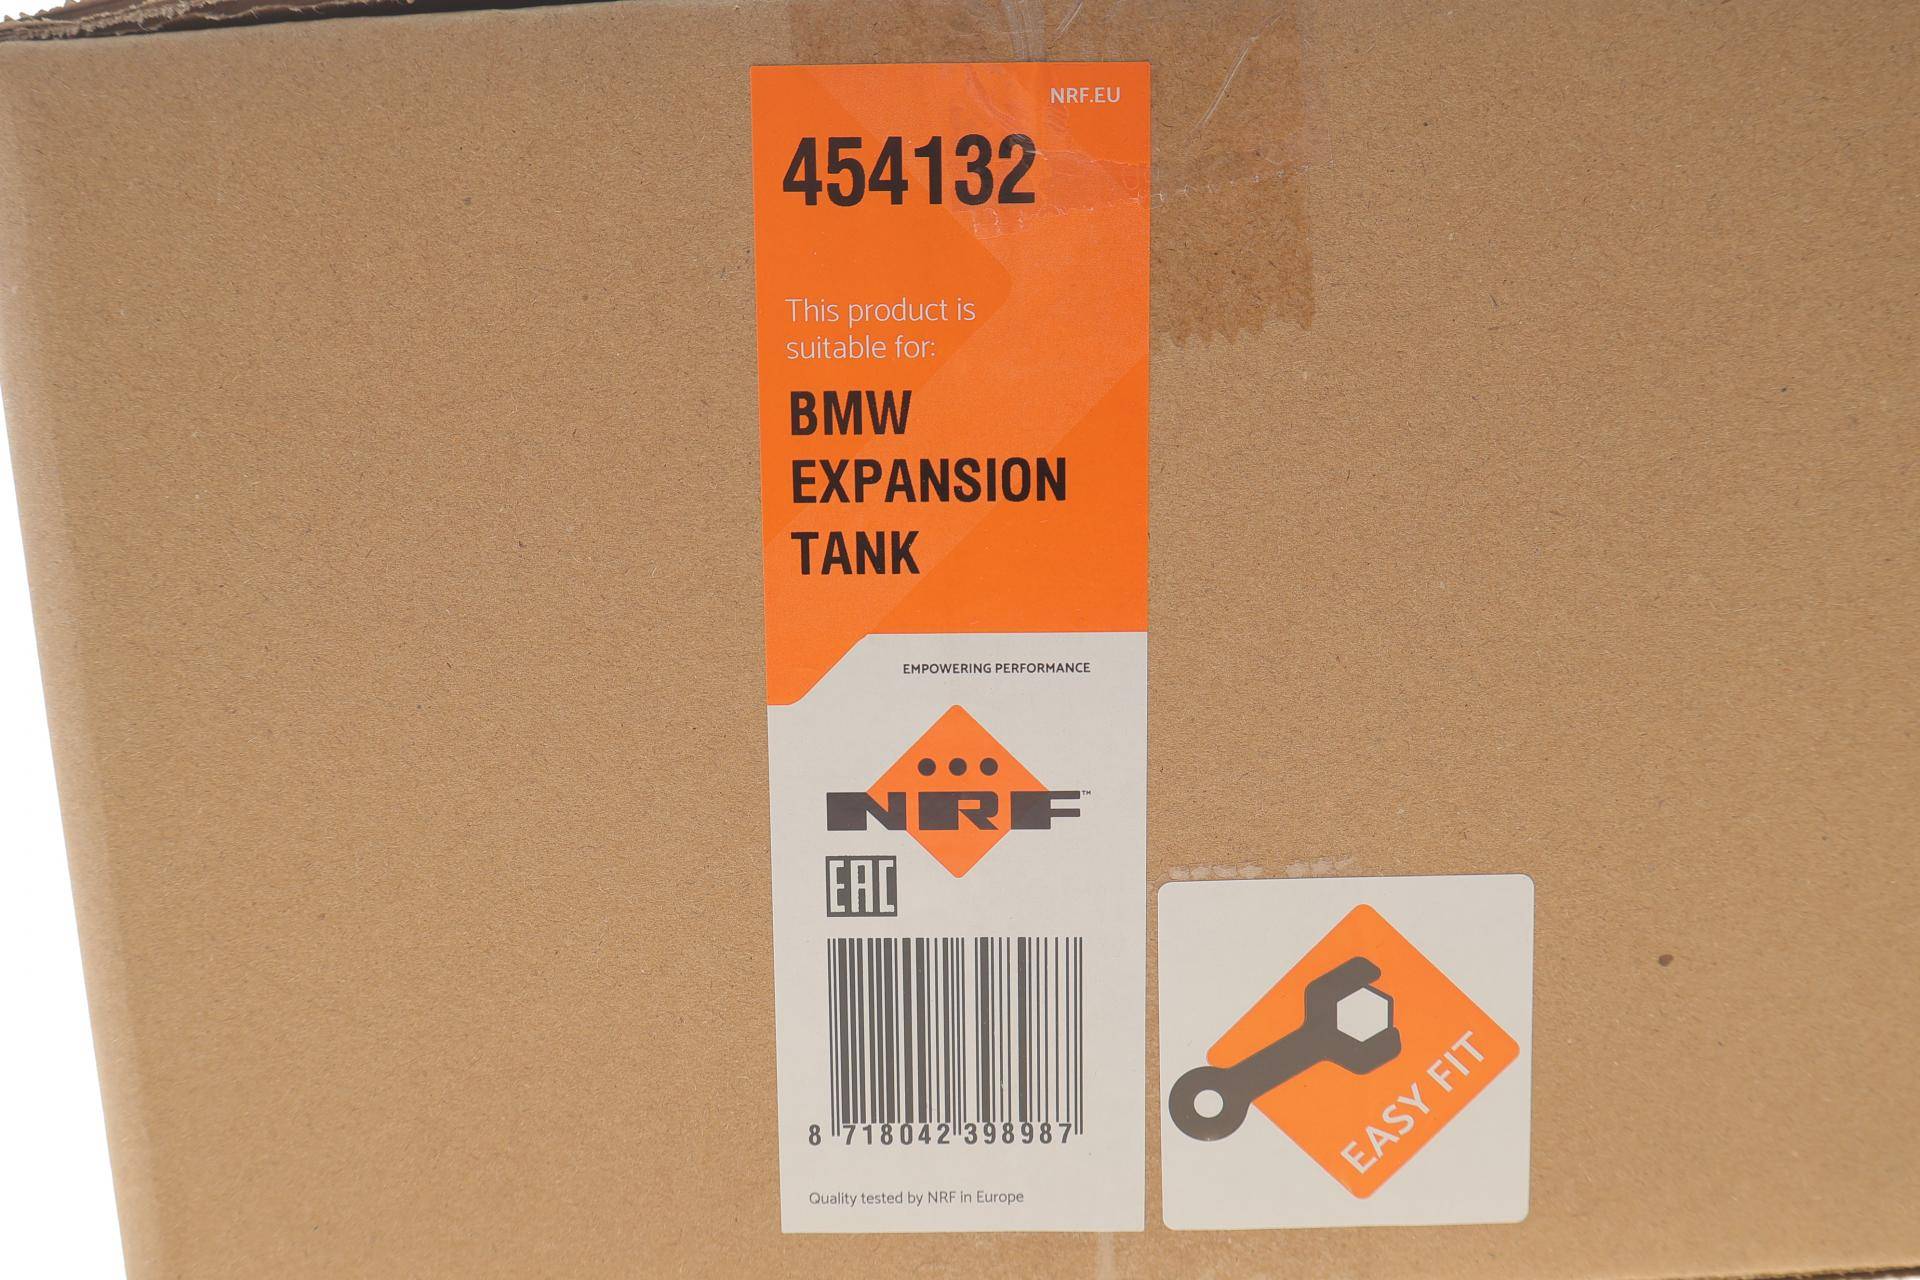 NRF.EU
454132
This product is
suitable for:
BMW
EXPANSION
TANK
EMPOWERING PERFORMANCE
NRF™
EAC
8 718042 398987
Quality tested by NRF in Europe
EASY FIT